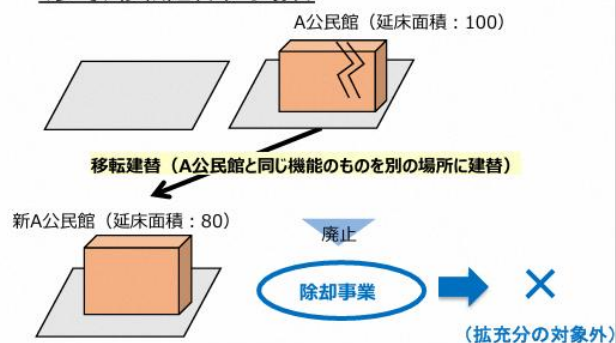 A公民館（延床面積：100）
移転建替（A公民館と同じ機能のものを別の場所に建替）
新A公民館（延床面積：80）
廃止
除却事業
×
（拡充分の対象外）